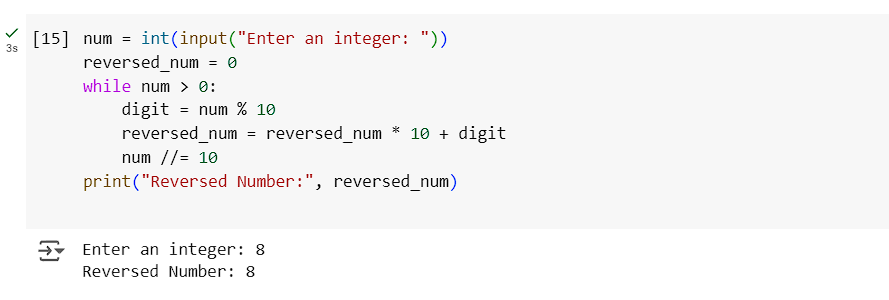 3s
[15] num = int(input("Enter an integer: "))
reversed_num = 0
while num > 0:
    digit = num % 10
    reversed_num = reversed_num * 10 + digit
    num //= 10
print("Reversed Number:", reversed_num)
Enter an integer: 8
Reversed Number: 8